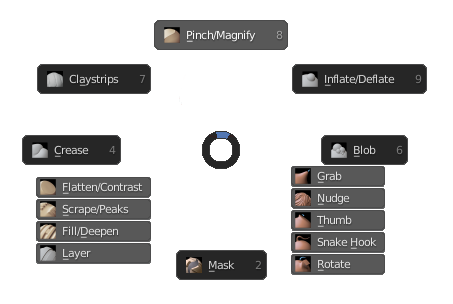 Pinch/Magnify 8
Claystrips 7
Inflate/Deflate 9
Crease 4
Blob 6
Flatten/Contrast
Scrape/Peaks
Fill/Deepen
Layer
Grab
Nudge
Thumb
Snake Hook
Rotate
Mask 2